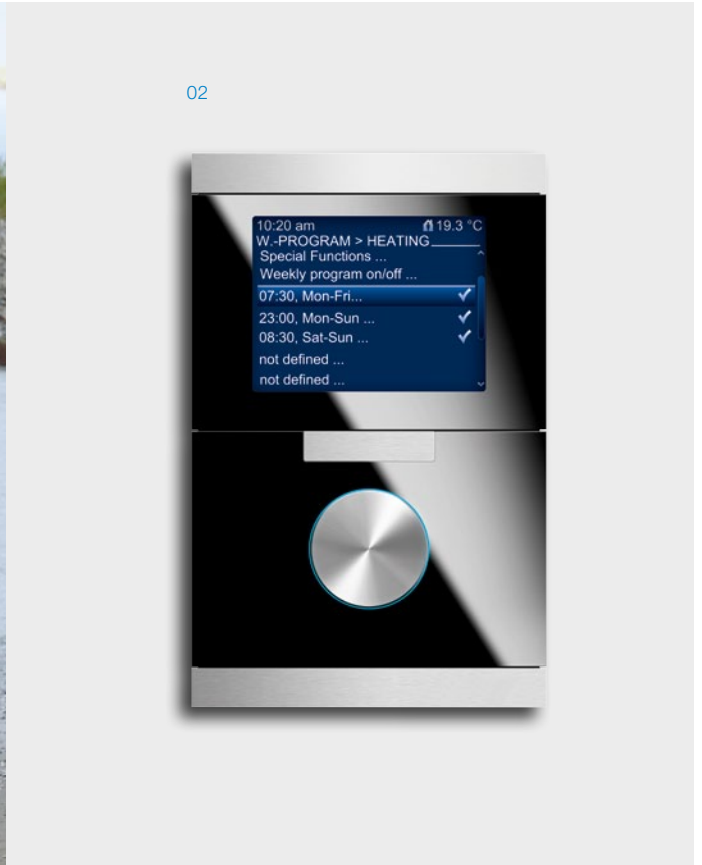 02
10:20 am 19.3 °C
W.-PROGRAM > HEATING
Special Functions ...
Weekly program on/off ...
07:30, Mon-Fri...
23:00, Mon-Sun ...
08:30, Sat-Sun ...
not defined ...
not defined ...